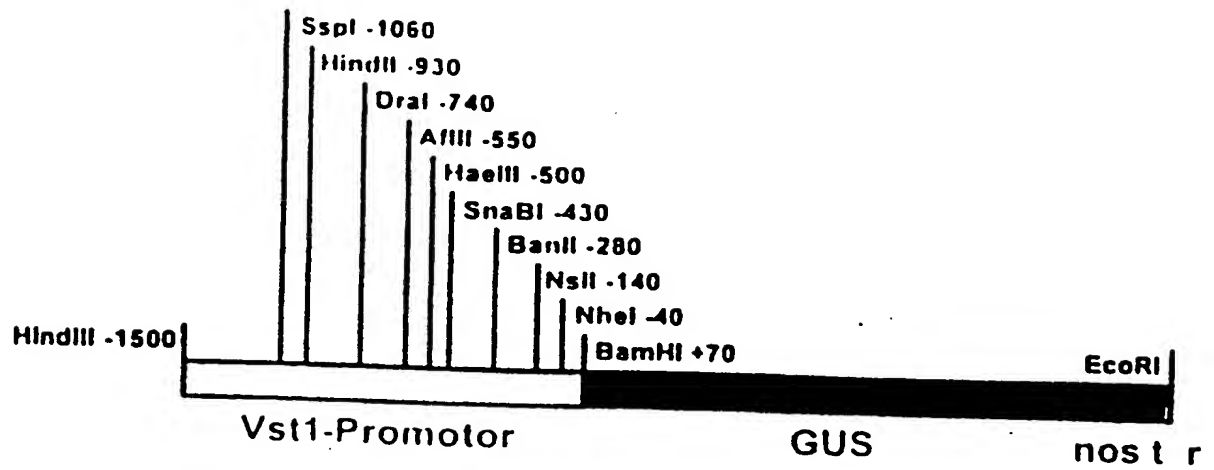 SspI -1060
HindII -930
DraI -740
AflIII -550
HaeIII -500
SnaBI -430
BanII -280
NsiI -140
NheI -40
HindIII -1500
BamHI +70
EcoRI
Vst1-Promotor
GUS
nos t r